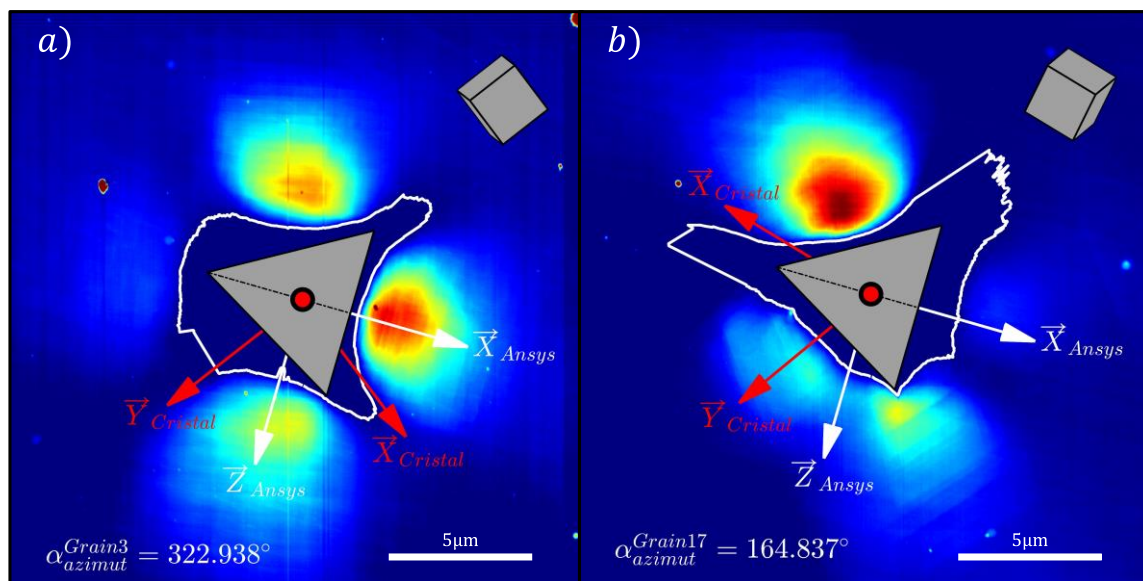 a)
X Ansys
Y Cristal
X Cristal
Z Ansys
α Grain3 azimut = 322.938°
5μm
b)
X Cristal
X Ansys
Y Cristal
Z Ansys
α Grain17 azimut = 164.837°
5μm